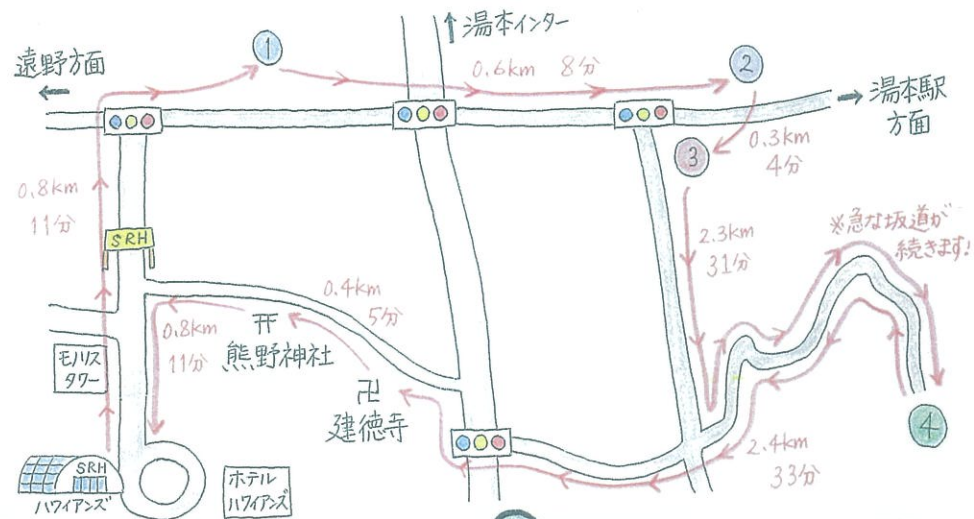 ↑湯本インター
遠野方面
←
①
0.6km 8分
②
→湯本駅
方面
0.3km
4分
③
0.8km
11分
SRH
2.3km
31分
※急な坂道が
続きます!
0.4km
5分
0.8km
11分
⛩
熊野神社
卍
建徳寺
モノリス
タワー
④
2.4km
33分
SRH
ハワイアンズ
ホテル
ハワイアンズ